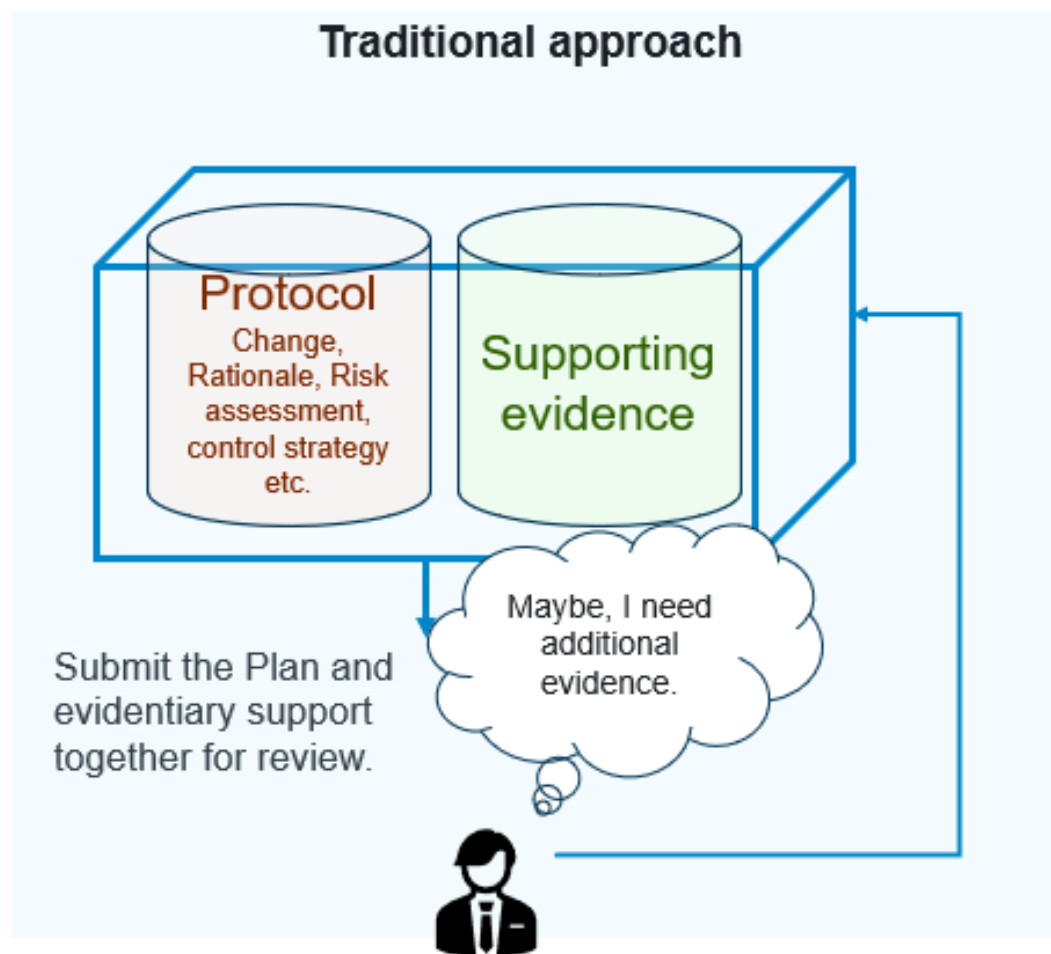 Traditional approach
Protocol
Change,
Rationale, Risk
assessment,
control strategy
etc.
Supporting
evidence
Maybe, I need
additional
evidence.
Submit the Plan and
evidentiary support
together for review.